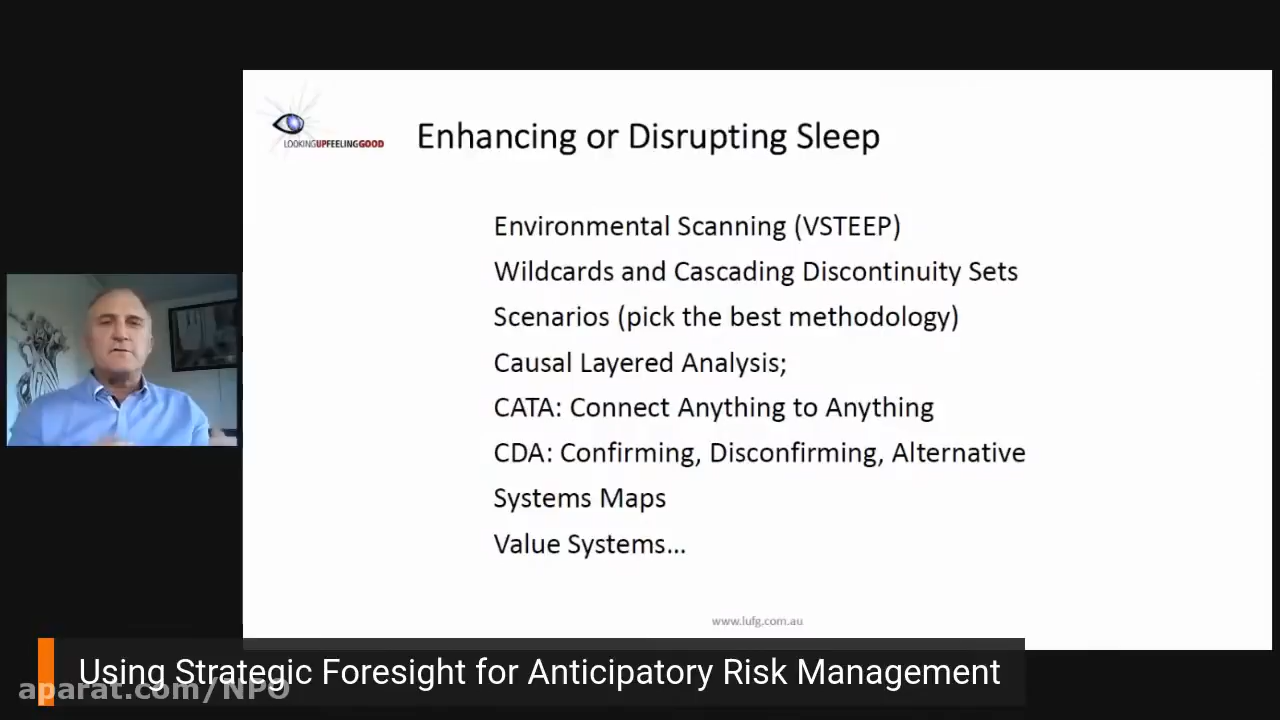 LOOKINGUPFEELINGGOOD
Enhancing or Disrupting Sleep
Environmental Scanning (VSTEEP)
Wildcards and Cascading Discontinuity Sets
Scenarios (pick the best methodology)
Causal Layered Analysis;
CATA: Connect Anything to Anything
CDA: Confirming, Disconfirming, Alternative
Systems Maps
Value Systems...
www.lufg.com.au
Using Strategic Foresight for Anticipatory Risk Management
aparat.com/NPO